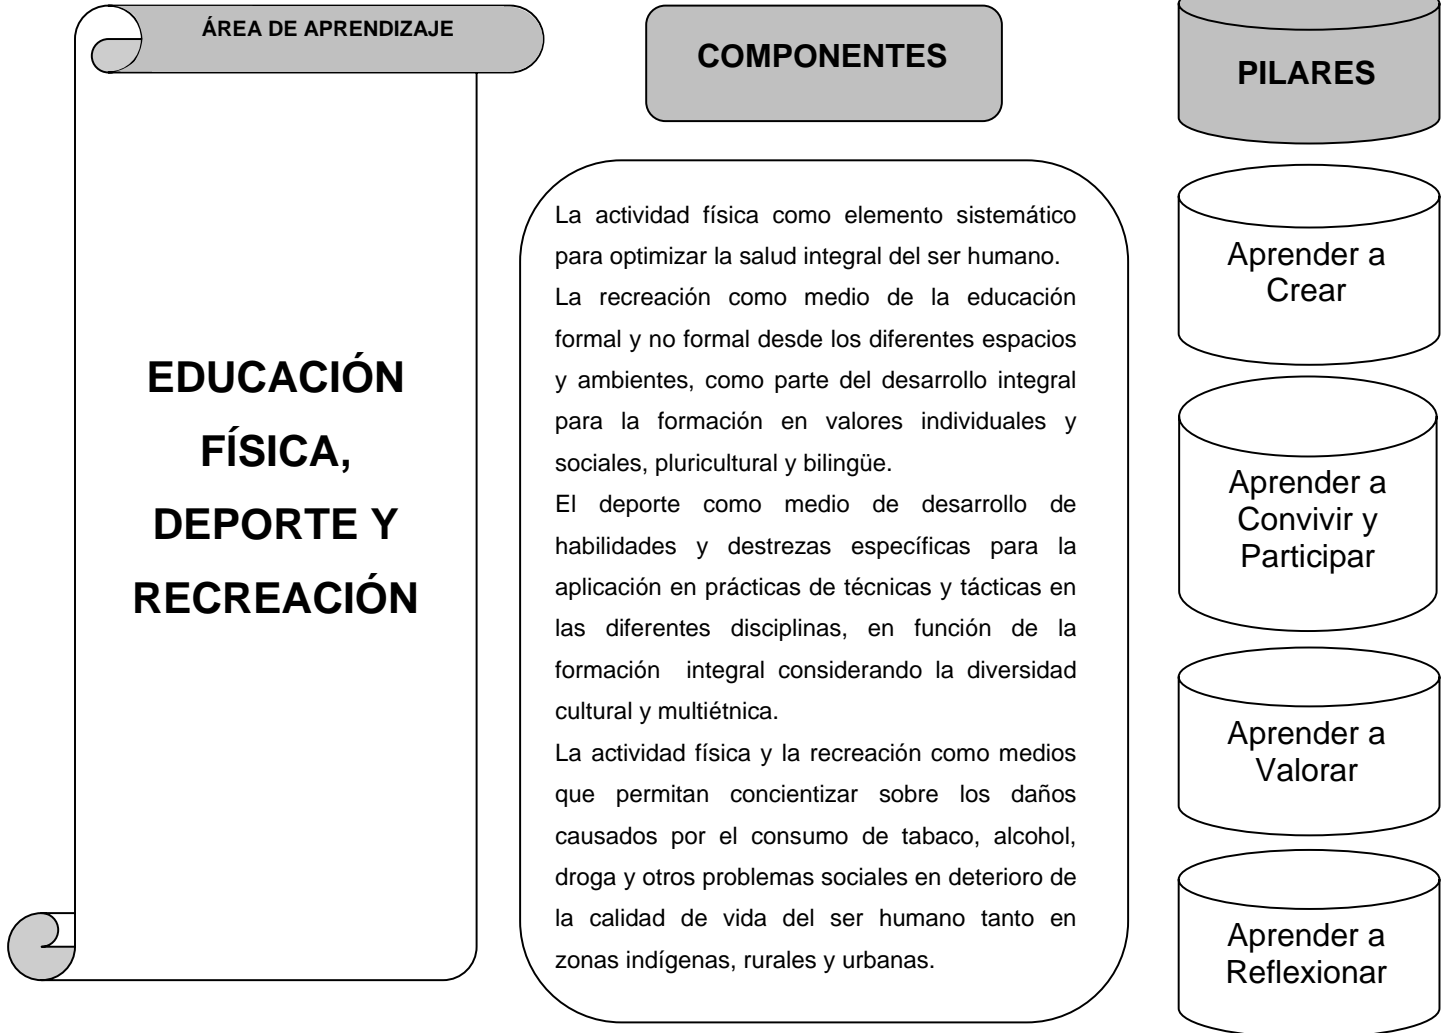 ÁREA DE APRENDIZAJE
EDUCACIÓN
FÍSICA,
DEPORTE Y
RECREACIÓN
COMPONENTES
La actividad física como elemento sistemático
para optimizar la salud integral del ser humano.
La recreación como medio de la educación
formal y no formal desde los diferentes espacios
y ambientes, como parte del desarrollo integral
para la formación en valores individuales y
sociales, pluricultural y bilingüe.
El deporte como medio de desarrollo de
habilidades y destrezas específicas para la
aplicación en prácticas de técnicas y tácticas en
las diferentes disciplinas, en función de la
formación integral considerando la diversidad
cultural y multiétnica.
La actividad física y la recreación como medios
que permitan concientizar sobre los daños
causados por el consumo de tabaco, alcohol,
droga y otros problemas sociales en deterioro de
la calidad de vida del ser humano tanto en
zonas indígenas, rurales y urbanas.
PILARES
Aprender a
Crear
Aprender a
Convivir y
Participar
Aprender a
Valorar
Aprender a
Reflexionar